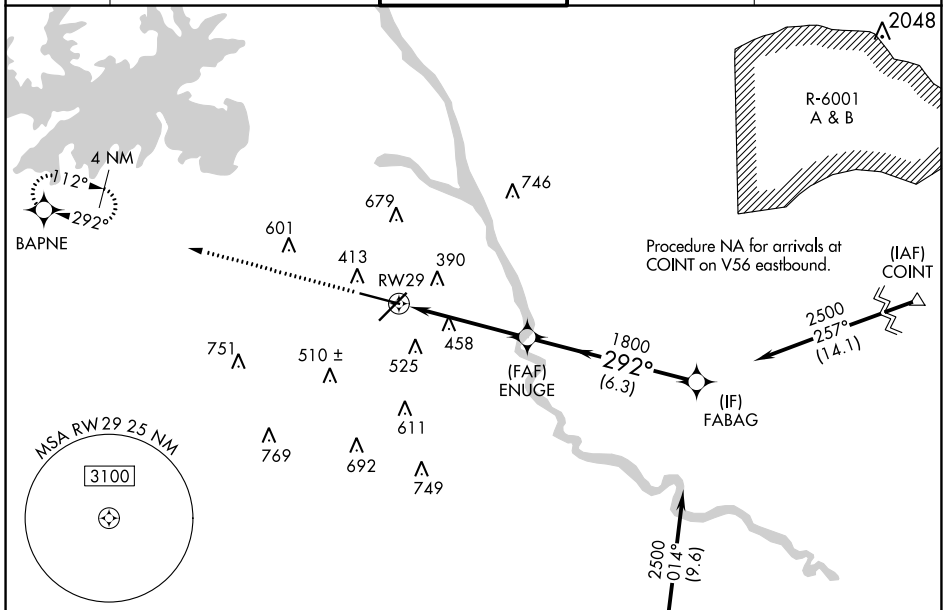 2048
R-6001
A & B
4 NM
112°
292°
BAPNE
746
679
601
413
390
RW29
Procedure NA for arrivals at
COINT on V56 eastbound.
(IAF)
COINT
2500
257°
(14.1)
458
525
751
510 ±
(FAF)
ENUGE
1800
292°
(6.3)
(IF)
FABAG
611
769
692
749
MSA RW 29 25 NM
3100
2500
014°
(9.6)